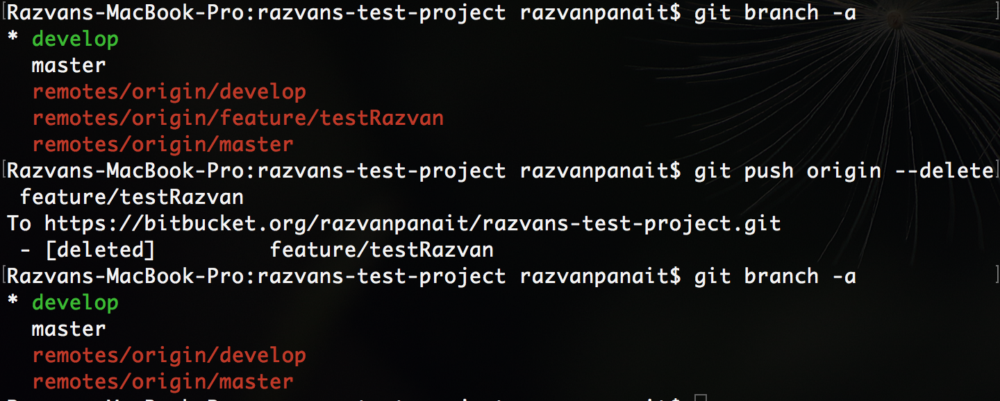 Razvans-MacBook-Pro:razvans-test-project razvanpanait$ git branch -a
* develop
  master
  remotes/origin/develop
  remotes/origin/feature/testRazvan
  remotes/origin/master
Razvans-MacBook-Pro:razvans-test-project razvanpanait$ git push origin --delete
 feature/testRazvan
To https://bitbucket.org/razvanpanait/razvans-test-project.git
 - [deleted]         feature/testRazvan
Razvans-MacBook-Pro:razvans-test-project razvanpanait$ git branch -a
* develop
  master
  remotes/origin/develop
  remotes/origin/master